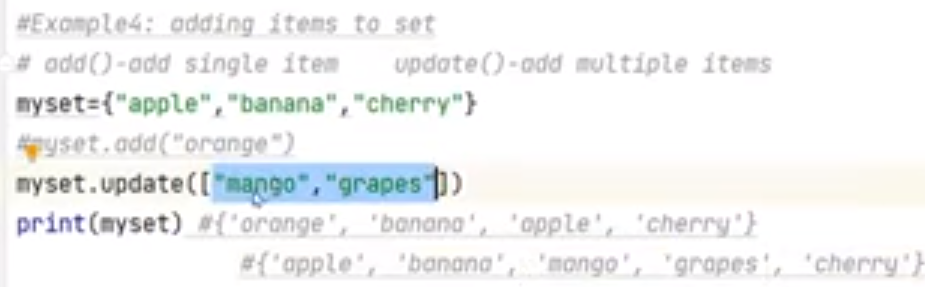 #Example4: adding items to set
# add()-add single item    update()-add multiple items
myset={"apple","banana","cherry"}
#myset.add("orange")
myset.update(["mango","grapes"])
print(myset) #{'orange', 'banana', 'apple', 'cherry'}
#{'apple', 'banana', 'mango', 'grapes', 'cherry'}